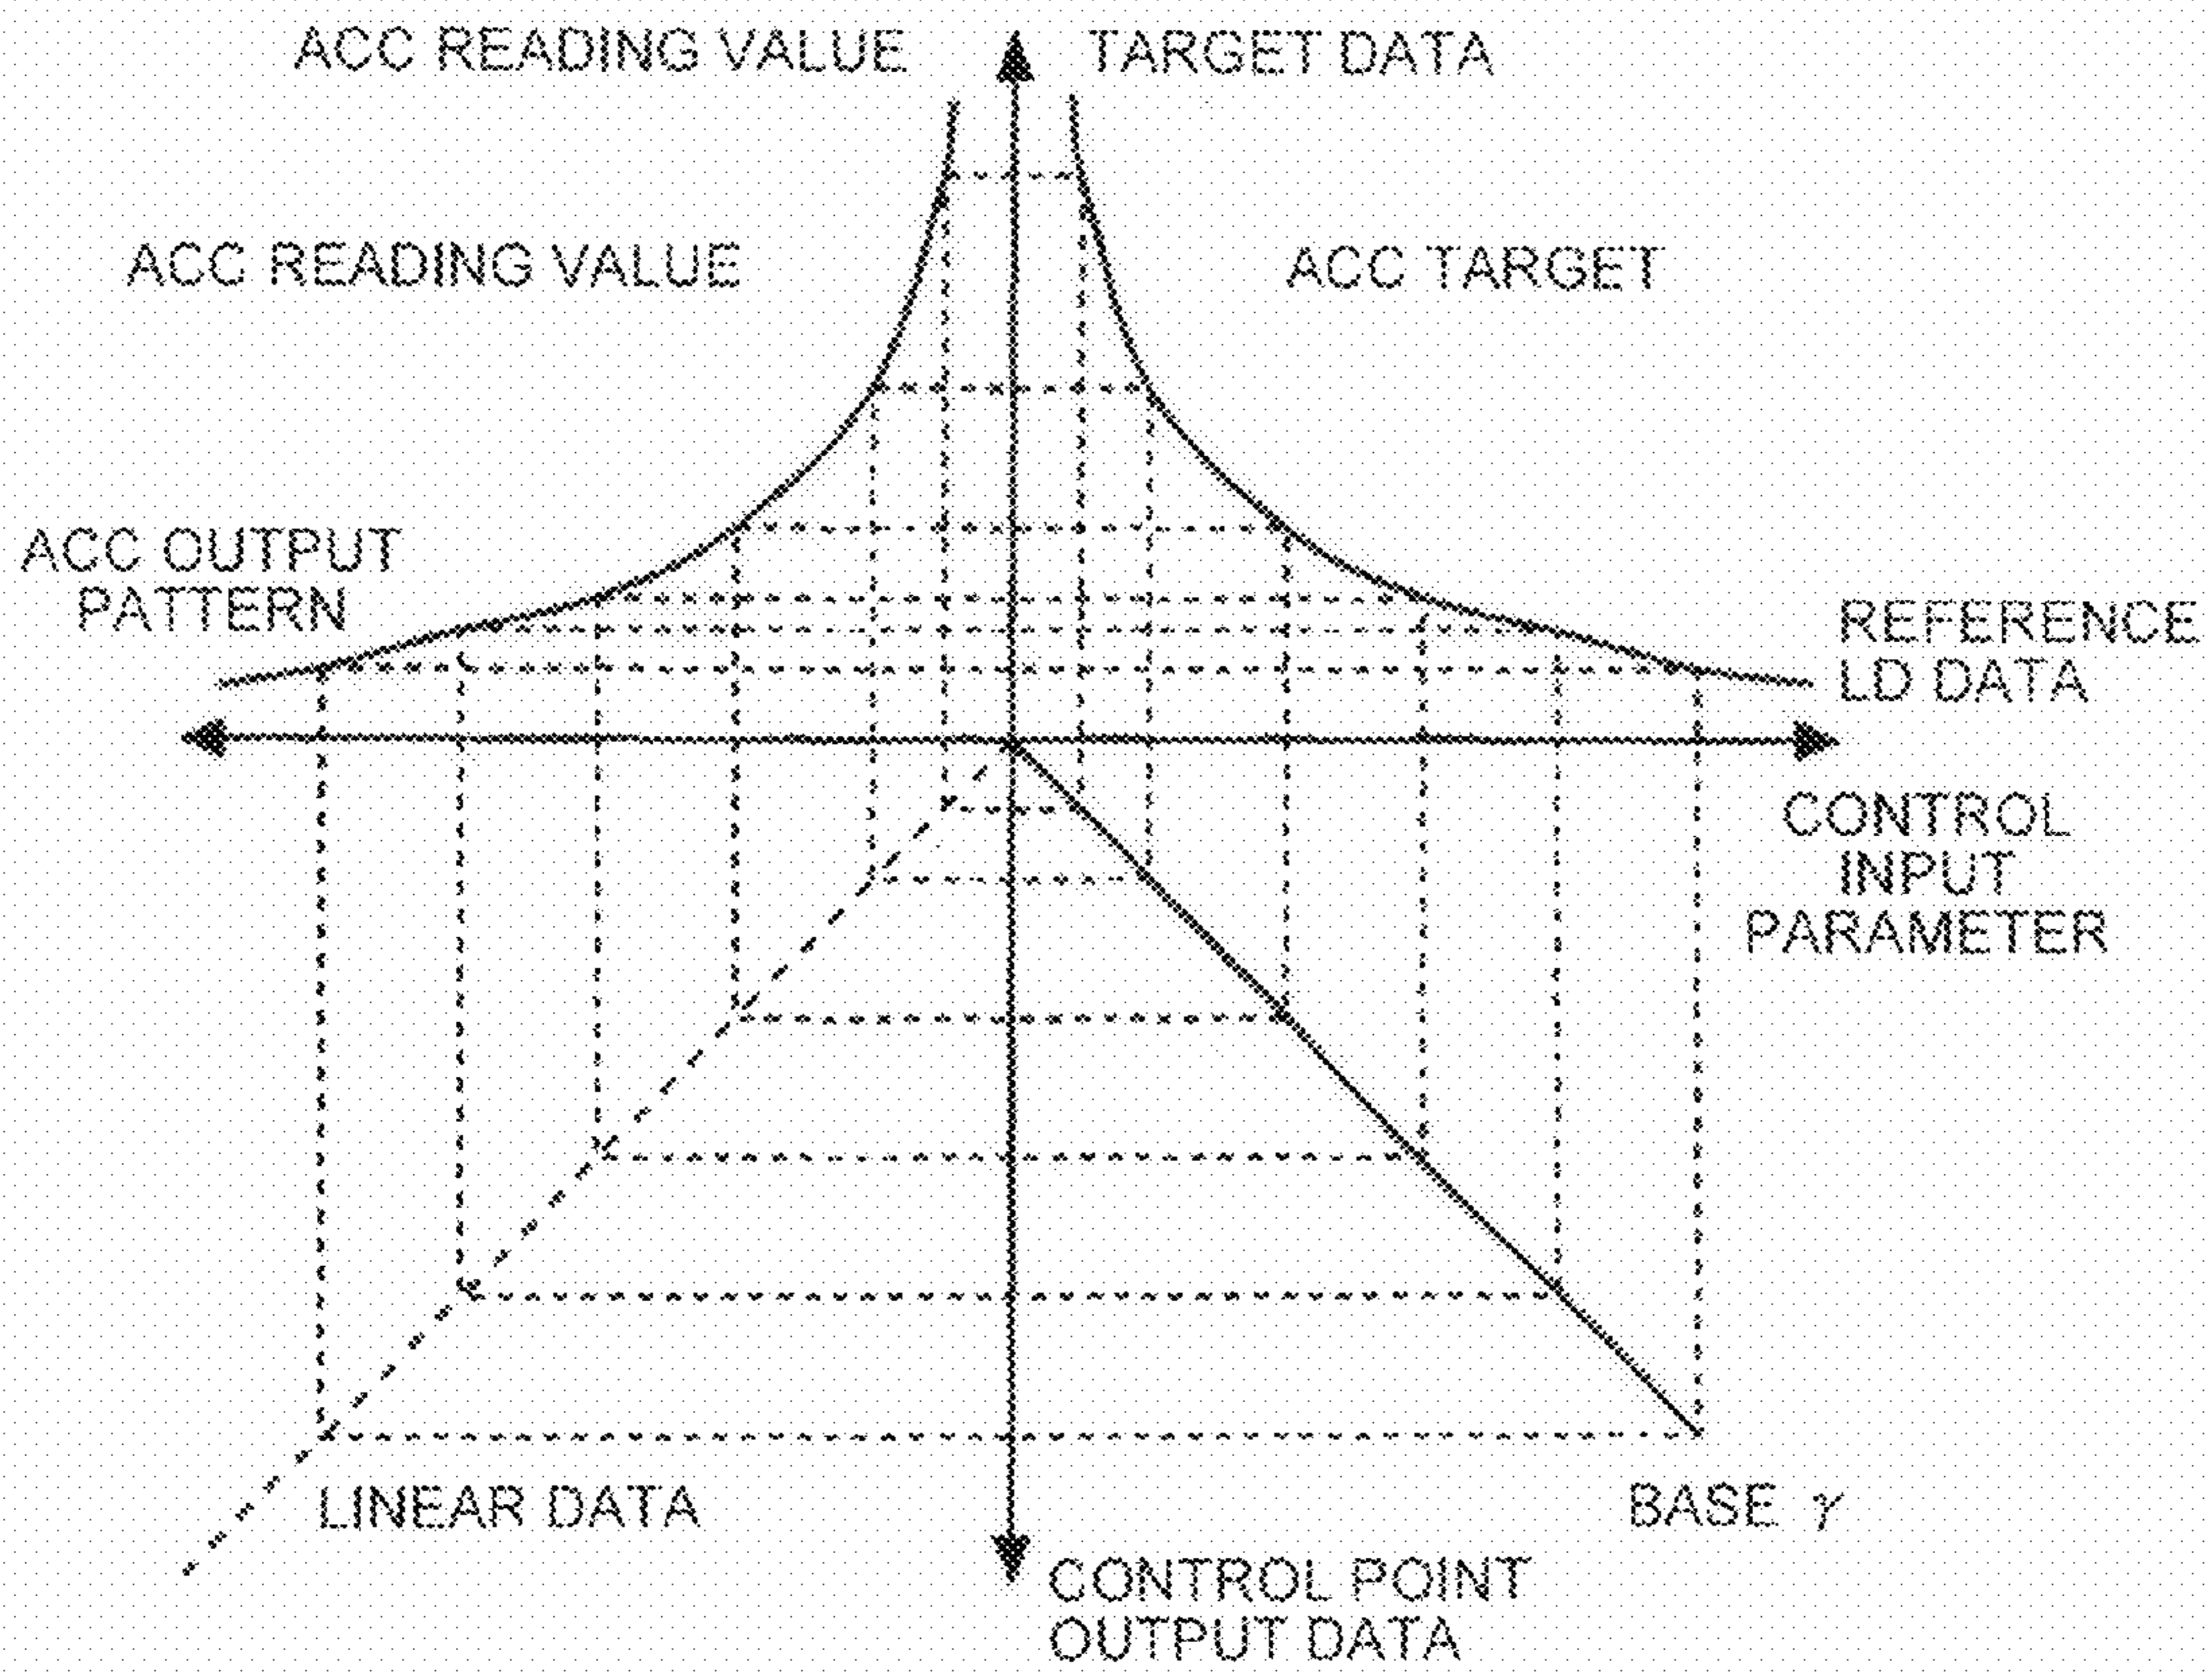 ACC READING VALUE
TARGET DATA
ACC READING VALUE
ACC TARGET
ACC OUTPUT
PATTERN
REFERENCE
LD DATA
CONTROL
INPUT
PARAMETER
LINEAR DATA
BASE γ
CONTROL POINT
OUTPUT DATA